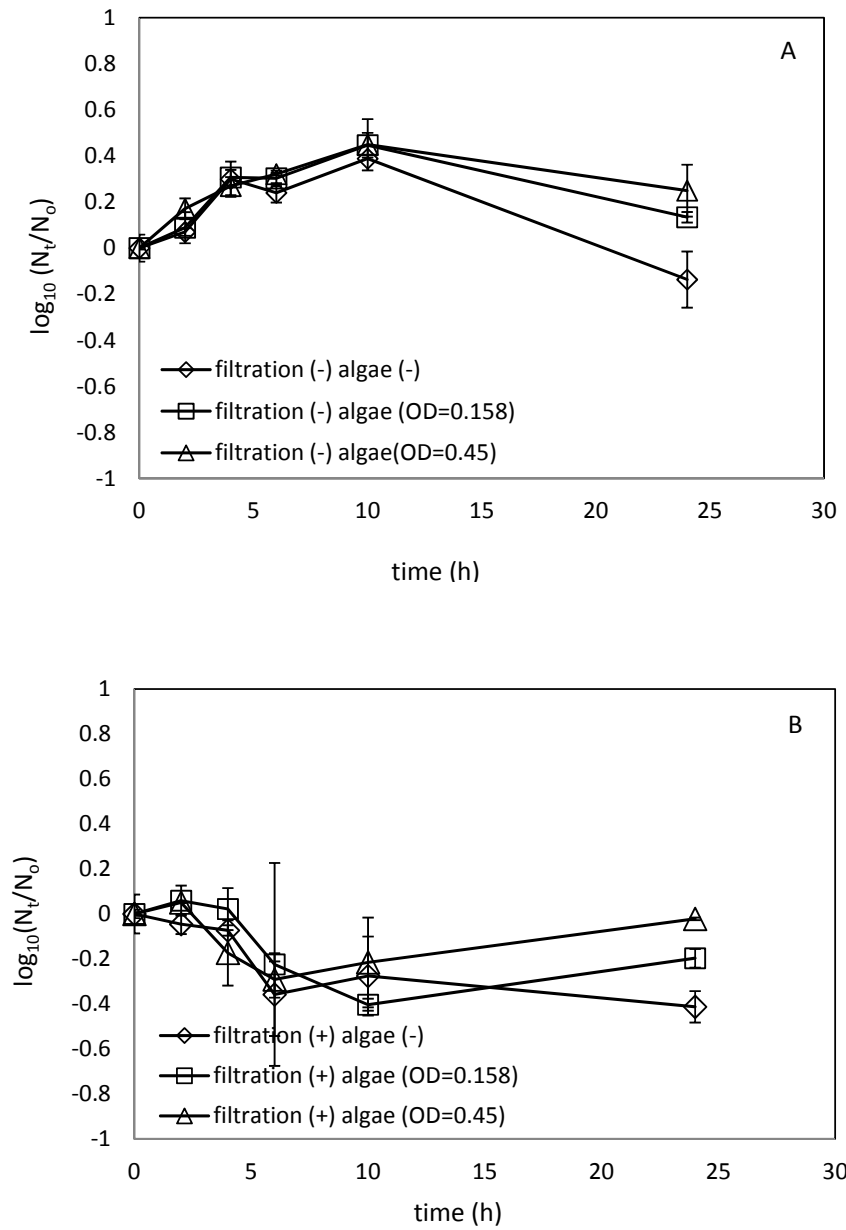 A
1
0.8
0.6
0.4
0.2
0
-0.2
-0.4
-0.6
-0.8
-1
log10 (Nt/No)
filtration (-) algae (-)
filtration (-) algae (OD=0.158)
filtration (-) algae(OD=0.45)
0 5 10 15 20 25 30
time (h)
B
1
0.8
0.6
0.4
0.2
0
-0.2
-0.4
-0.6
-0.8
-1
log10(Nt/No)
filtration (+) algae (-)
filtration (+) algae (OD=0.158)
filtration (+) algae (OD=0.45)
0 5 10 15 20 25 30
time (h)